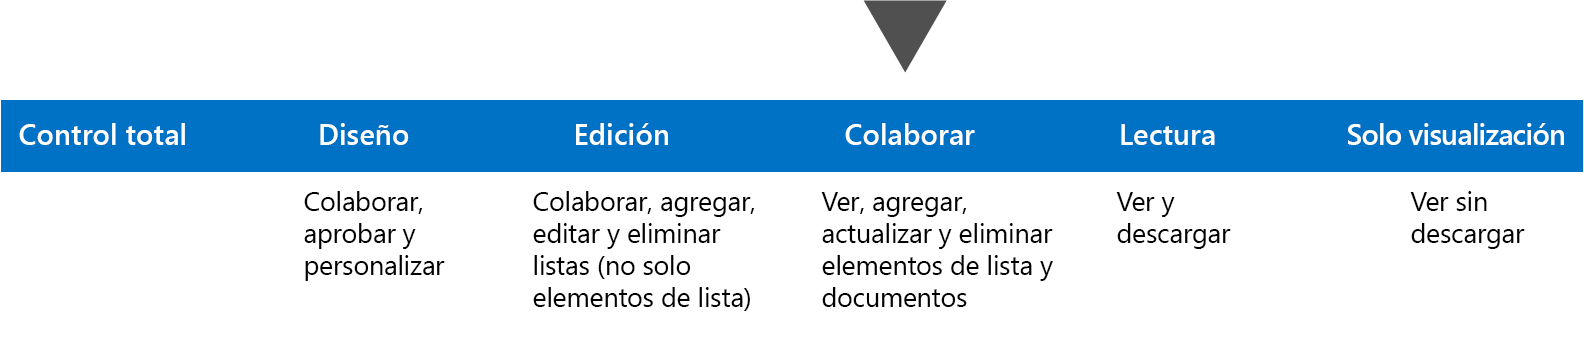 Control total
Diseño
Edición
Colaborar
Lectura
Solo visualización
Colaborar,
aprobar y
personalizar
Colaborar, agregar,
editar y eliminar
listas (no solo
elementos de lista)
Ver, agregar,
actualizar y eliminar
elementos de lista y
documentos
Ver y
descargar
Ver sin
descargar